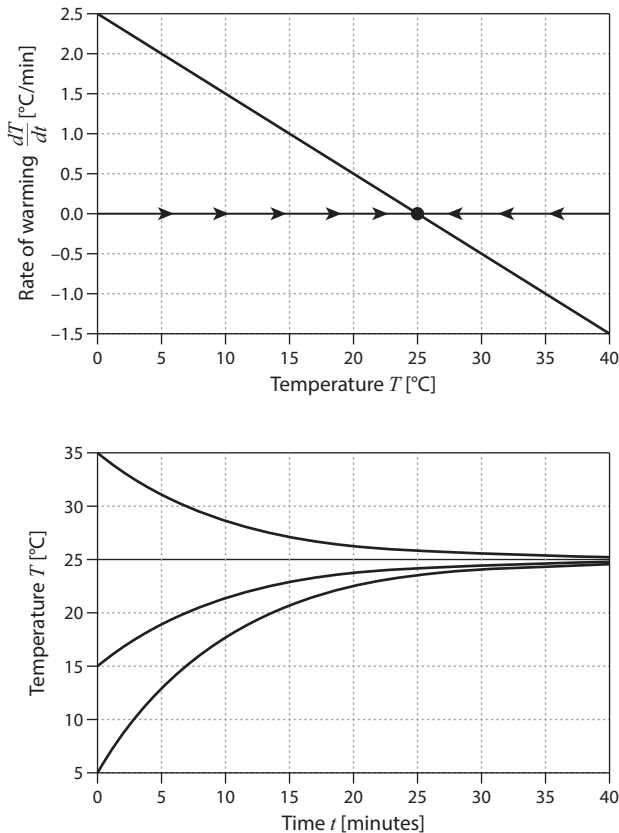 2.5
2.0
1.5
1.0
0.5
0.0
−0.5
−1.0
−1.5
Rate of warming dT/dt [°C/min]
0 5 10 15 20 25 30 35 40
Temperature T [°C]
35
30
25
20
15
10
5
Temperature T [°C]
0 5 10 15 20 25 30 35 40
Time t [minutes]